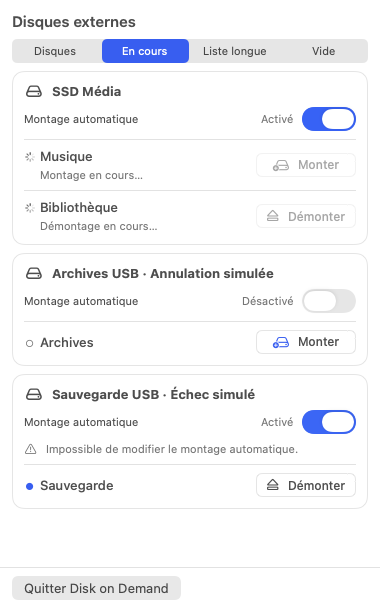 Disques externes
Disques
En cours
Liste longue
Vide
SSD Média
Montage automatique
Activé
Musique
Montage en cours...
Monter
Bibliothèque
Démontage en cours...
Démonter
Archives USB · Annulation simulée
Montage automatique
Désactivé
Archives
Monter
Sauvegarde USB · Échec simulé
Montage automatique
Activé
Impossible de modifier le montage automatique.
Sauvegarde
Démonter
Quitter Disk on Demand